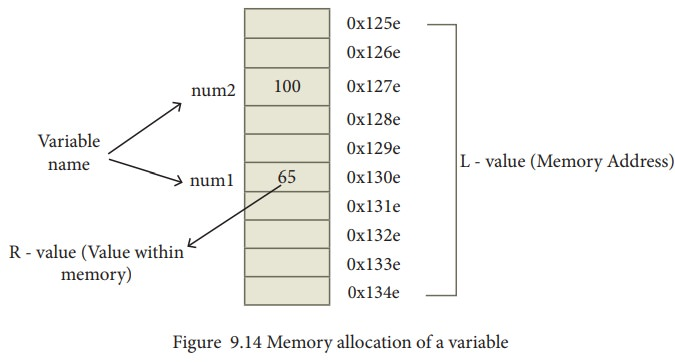 0x125e
0x126e
num2 100 0x127e
0x128e
Variable
name
0x129e
L - value (Memory Address)
num1 65 0x130e
0x131e
0x132e
R - value (Value within
memory)
0x133e
0x134e
Figure 9.14 Memory allocation of a variable